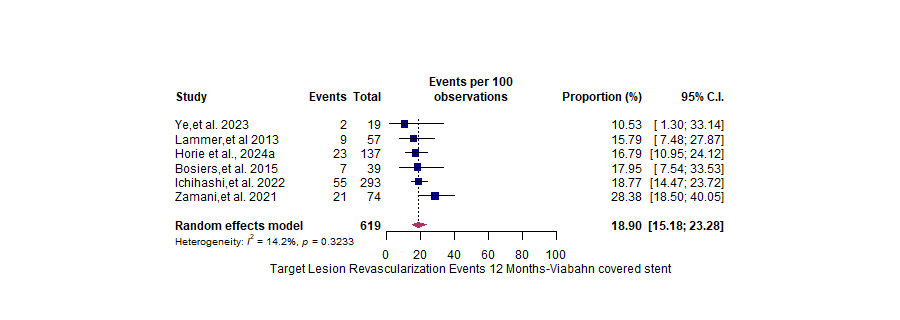 Events per 100
Study Events Total observations Proportion (%) 95% C.I.
Ye,et al. 2023 2 19 10.53 [ 1.30; 33.14]
Lammer,et al 2013 9 57 15.79 [ 7.48; 27.87]
Horie et al., 2024a 23 137 16.79 [10.95; 24.12]
Bosiers,et al. 2015 7 39 17.95 [ 7.54; 33.53]
Ichihashi,et al. 2022 55 293 18.77 [14.47; 23.72]
Zamani,et al. 2021 21 74 28.38 [18.50; 40.05]
Random effects model 619 18.90 [15.18; 23.28]
Heterogeneity: I² = 14.2%, p = 0.3233
0 20 40 60 80 100
Target Lesion Revascularization Events 12 Months-Viabahn covered stent